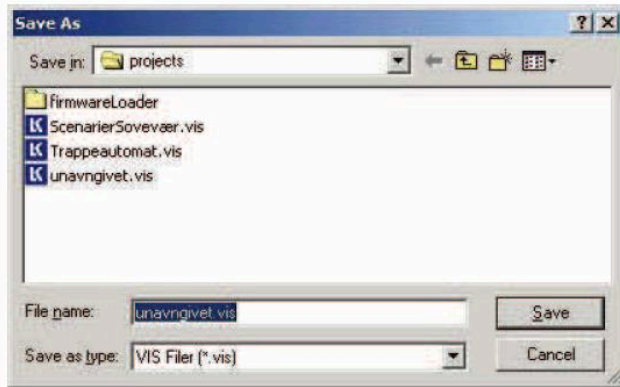 Save As
Save in: projects
firmwareLoader
ScenarierSovevær.vis
Trappeautomat.vis
unavngivet.vis
File name: unavngivet.vis Save
Save as type: VIS Filer (*.vis) Cancel